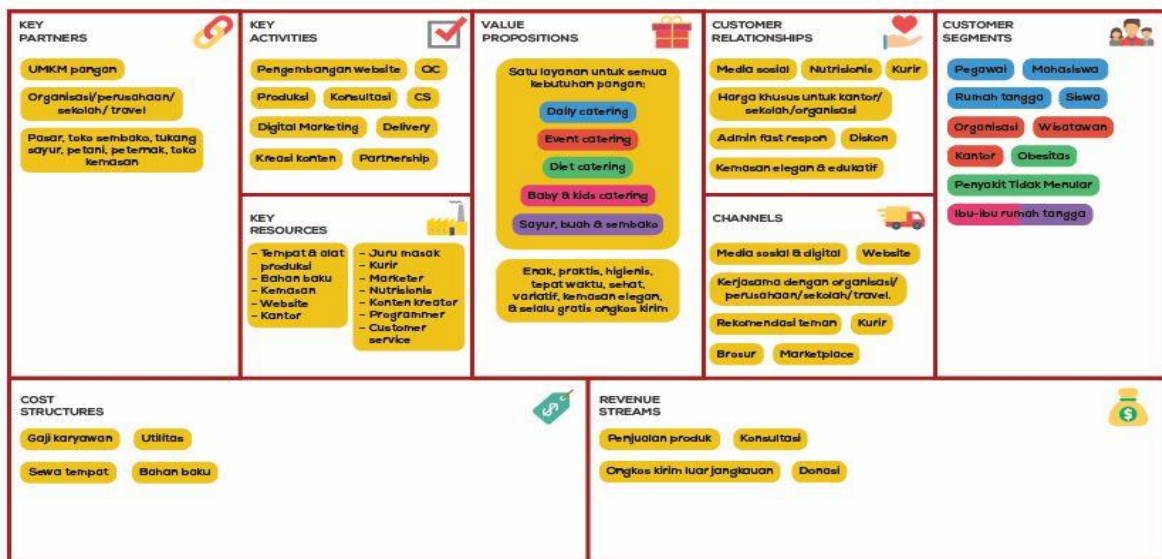 KEY
PARTNERS
UMKM pangan
Organisasi/perusahaan/
sekolah/ travel
Pasar, toko sembako, tukang
sayur, petani, peternak, toko
kemasan
KEY
ACTIVITIES
Pengembangan website
QC
Produksi
Konsultasi
CS
Digital Marketing
Delivery
Kreasi konten
Partnership
KEY
RESOURCES
- Tempat & alat
produksi
- Bahan baku
- Kemasan
- Website
- Kantor
- Juru masak
- Kurir
- Marketer
- Nutrisionis
- Konten kreator
- Programmer
- Customer
service
VALUE
PROPOSITIONS
Satu layanan untuk semua
kebutuhan pangan:
Daily catering
Event catering
Diet catering
Baby & kids catering
Sayur, buah & sembako
Enak, praktis, higienis,
tepat waktu, sehat,
variatif, kemasan elegan,
& selalu gratis ongkos kirim
CUSTOMER
RELATIONSHIPS
Media sosial
Nutrisionis
Kurir
Harga khusus untuk kantor/
sekolah/organisasi
Admin fast respon
Diskon
Kemasan elegan & edukatif
CHANNELS
Media sosial & digital
Website
Kerjasama dengan organisasi/
perusahaan/sekolah/travel.
Rekomendasi teman
Kurir
Brosur
Marketplace
CUSTOMER
SEGMENTS
Pegawai
Mahasiswa
Rumah tangga
Siswa
Organisasi
Wisatawan
Kantor
Obesitas
Penyakit Tidak Menular
Ibu-ibu rumah tangga
COST
STRUCTURES
Gaji karyawan
Utilitas
Sewa tempat
Bahan baku
REVENUE
STREAMS
Penjualan produk
Konsultasi
Ongkos kirim luar jangkauan
Donasi